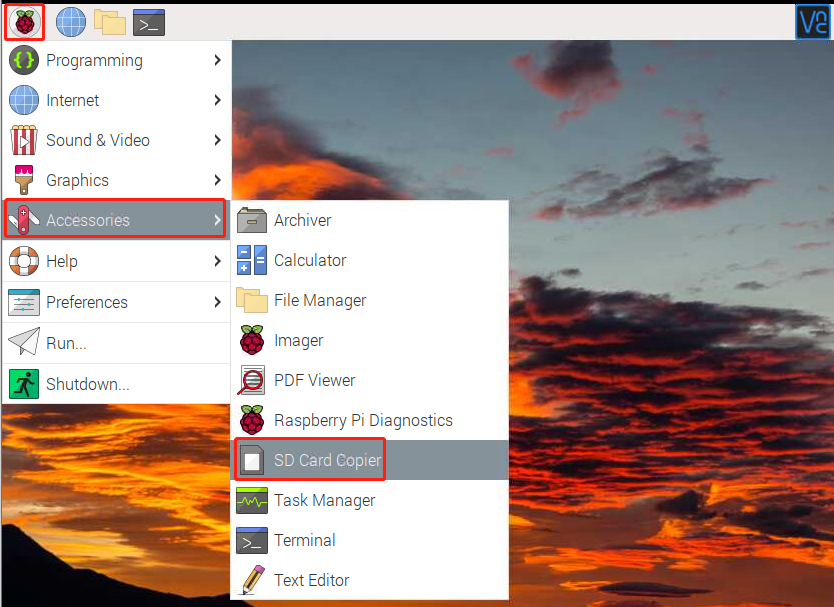 Programming
Internet
Sound & Video
Graphics
Accessories
Help
Preferences
Run...
Shutdown...
Archiver
Calculator
File Manager
Imager
PDF Viewer
Raspberry Pi Diagnostics
SD Card Copier
Task Manager
Terminal
Text Editor